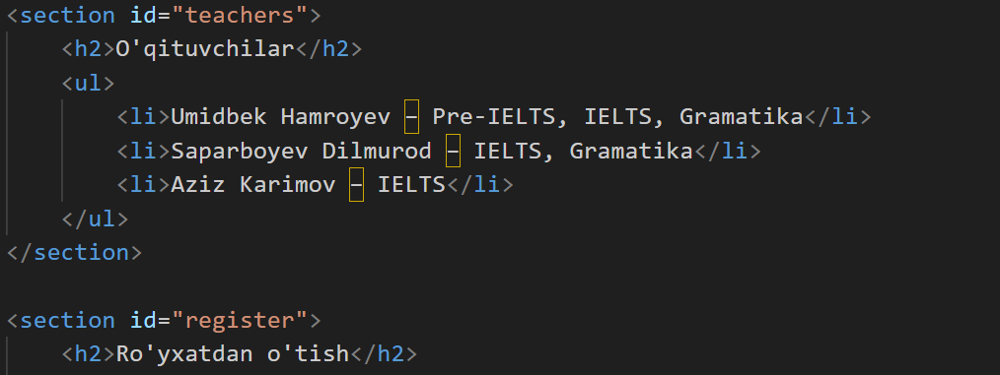 <section id="teachers">
    <h2>O'qituvchilar</h2>
    <ul>
        <li>Umidbek Hamroyev – Pre-IELTS, IELTS, Gramatika</li>
        <li>Saparboyev Dilmurod – IELTS, Gramatika</li>
        <li>Aziz Karimov – IELTS</li>
    </ul>
</section>
<section id="register">
    <h2>Ro'yxatdan o'tish</h2>